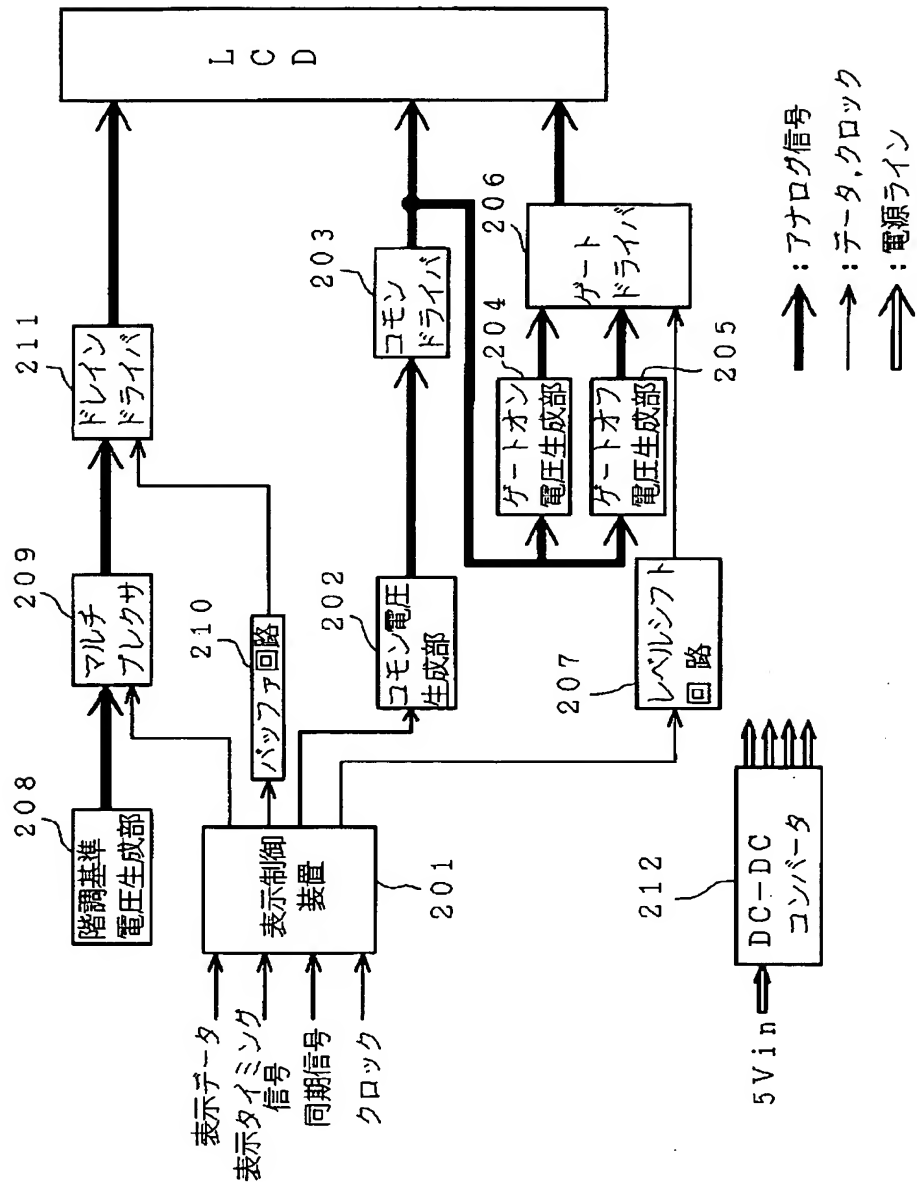 208
階調基準
電圧生成部
209
マルチ
プレクサ
211
ドレイン
ドライバ
L
C
D
210
バッファ回路
表示データ
表示タイミング
信号
同期信号
クロック
表示制御
装置
201
202
コモン電圧
生成部
203
コモン
ドライバ
204
ゲートオン
電圧生成部
ゲートオフ
電圧生成部
205
206
ゲート
ドライバ
207
レベルシフト
回路
5Vin
212
DC-DC
コンバータ
:アナログ信号
:データ,クロック
:電源ライン